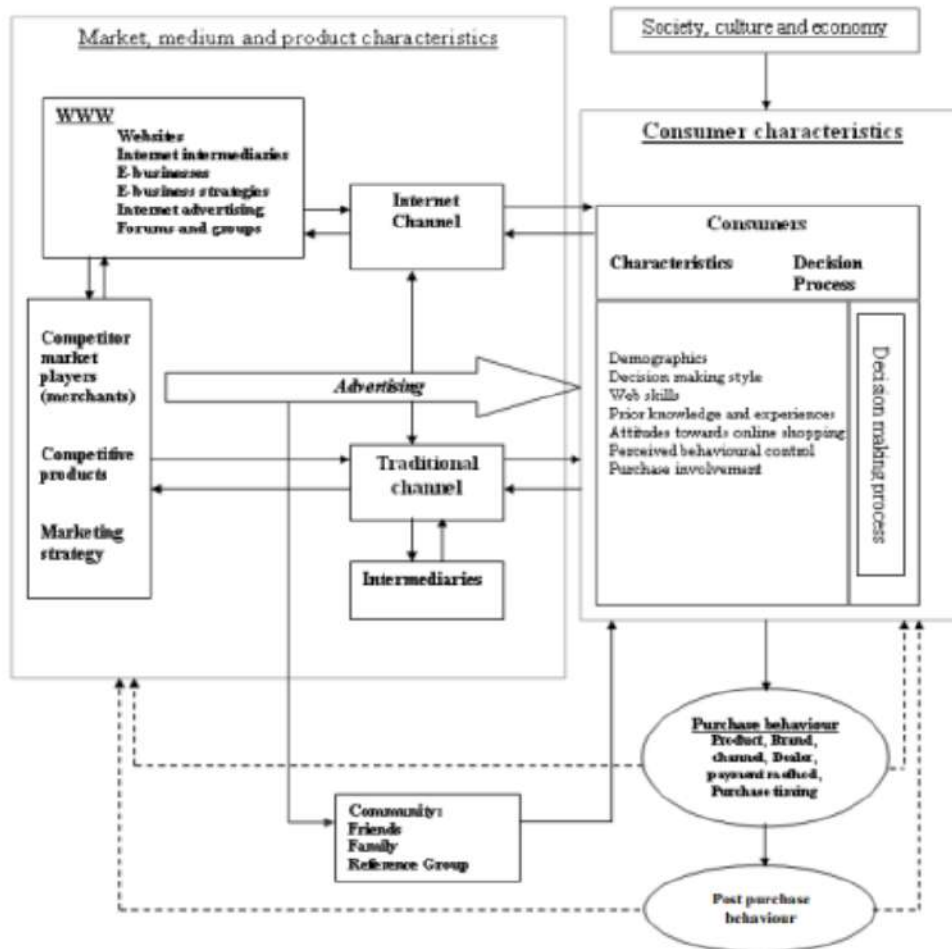 Market, medium and product characteristics
Society, culture and economy
WWW
Websites
Internet intermediaries
E-businesses
E-business strategies
Internet advertising
Forums and groups
Internet
Channel
Consumer characteristics
Consumers
Characteristics
Decision
Process
Competitor
market
players
(merchants)
Competitive
products
Marketing
strategy
Advertising
Traditional
channel
Intermediaries
Demographics
Decision making style
Web skills
Prior knowledge and experiences
Attitudes towards online shopping
Perceived behavioural control
Purchase involvement
Decision making process
Purchase behaviour
Product, Brand,
channel, Dealer,
payment method,
Purchase timing
Community:
Friends
Family
Reference Group
Post purchase
behaviour